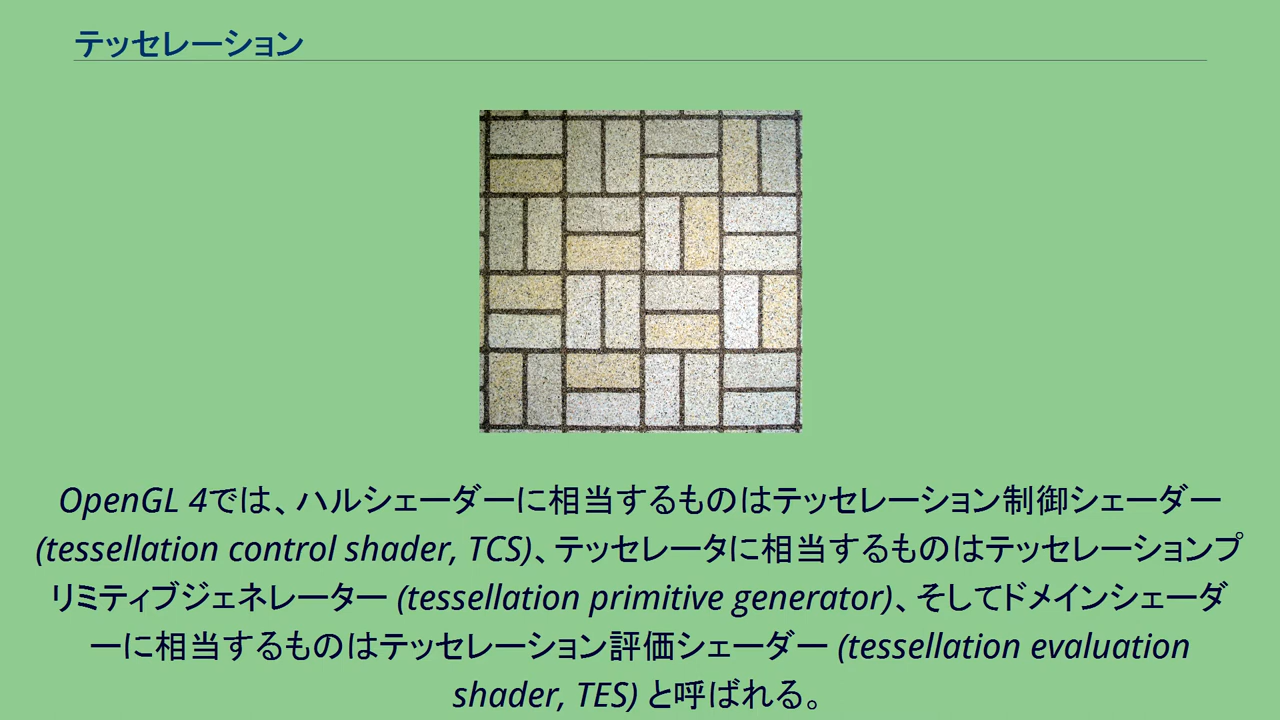 テッセレーション
OpenGL 4では、ハルシェーダーに相当するものはテッセレーション制御シェーダー
(tessellation control shader, TCS)、テッセレータに相当するものはテッセレーションプ
リミティブジェネレーター (tessellation primitive generator)、そしてドメインシェーダ
ーに相当するものはテッセレーション評価シェーダー (tessellation evaluation
shader, TES) と呼ばれる。